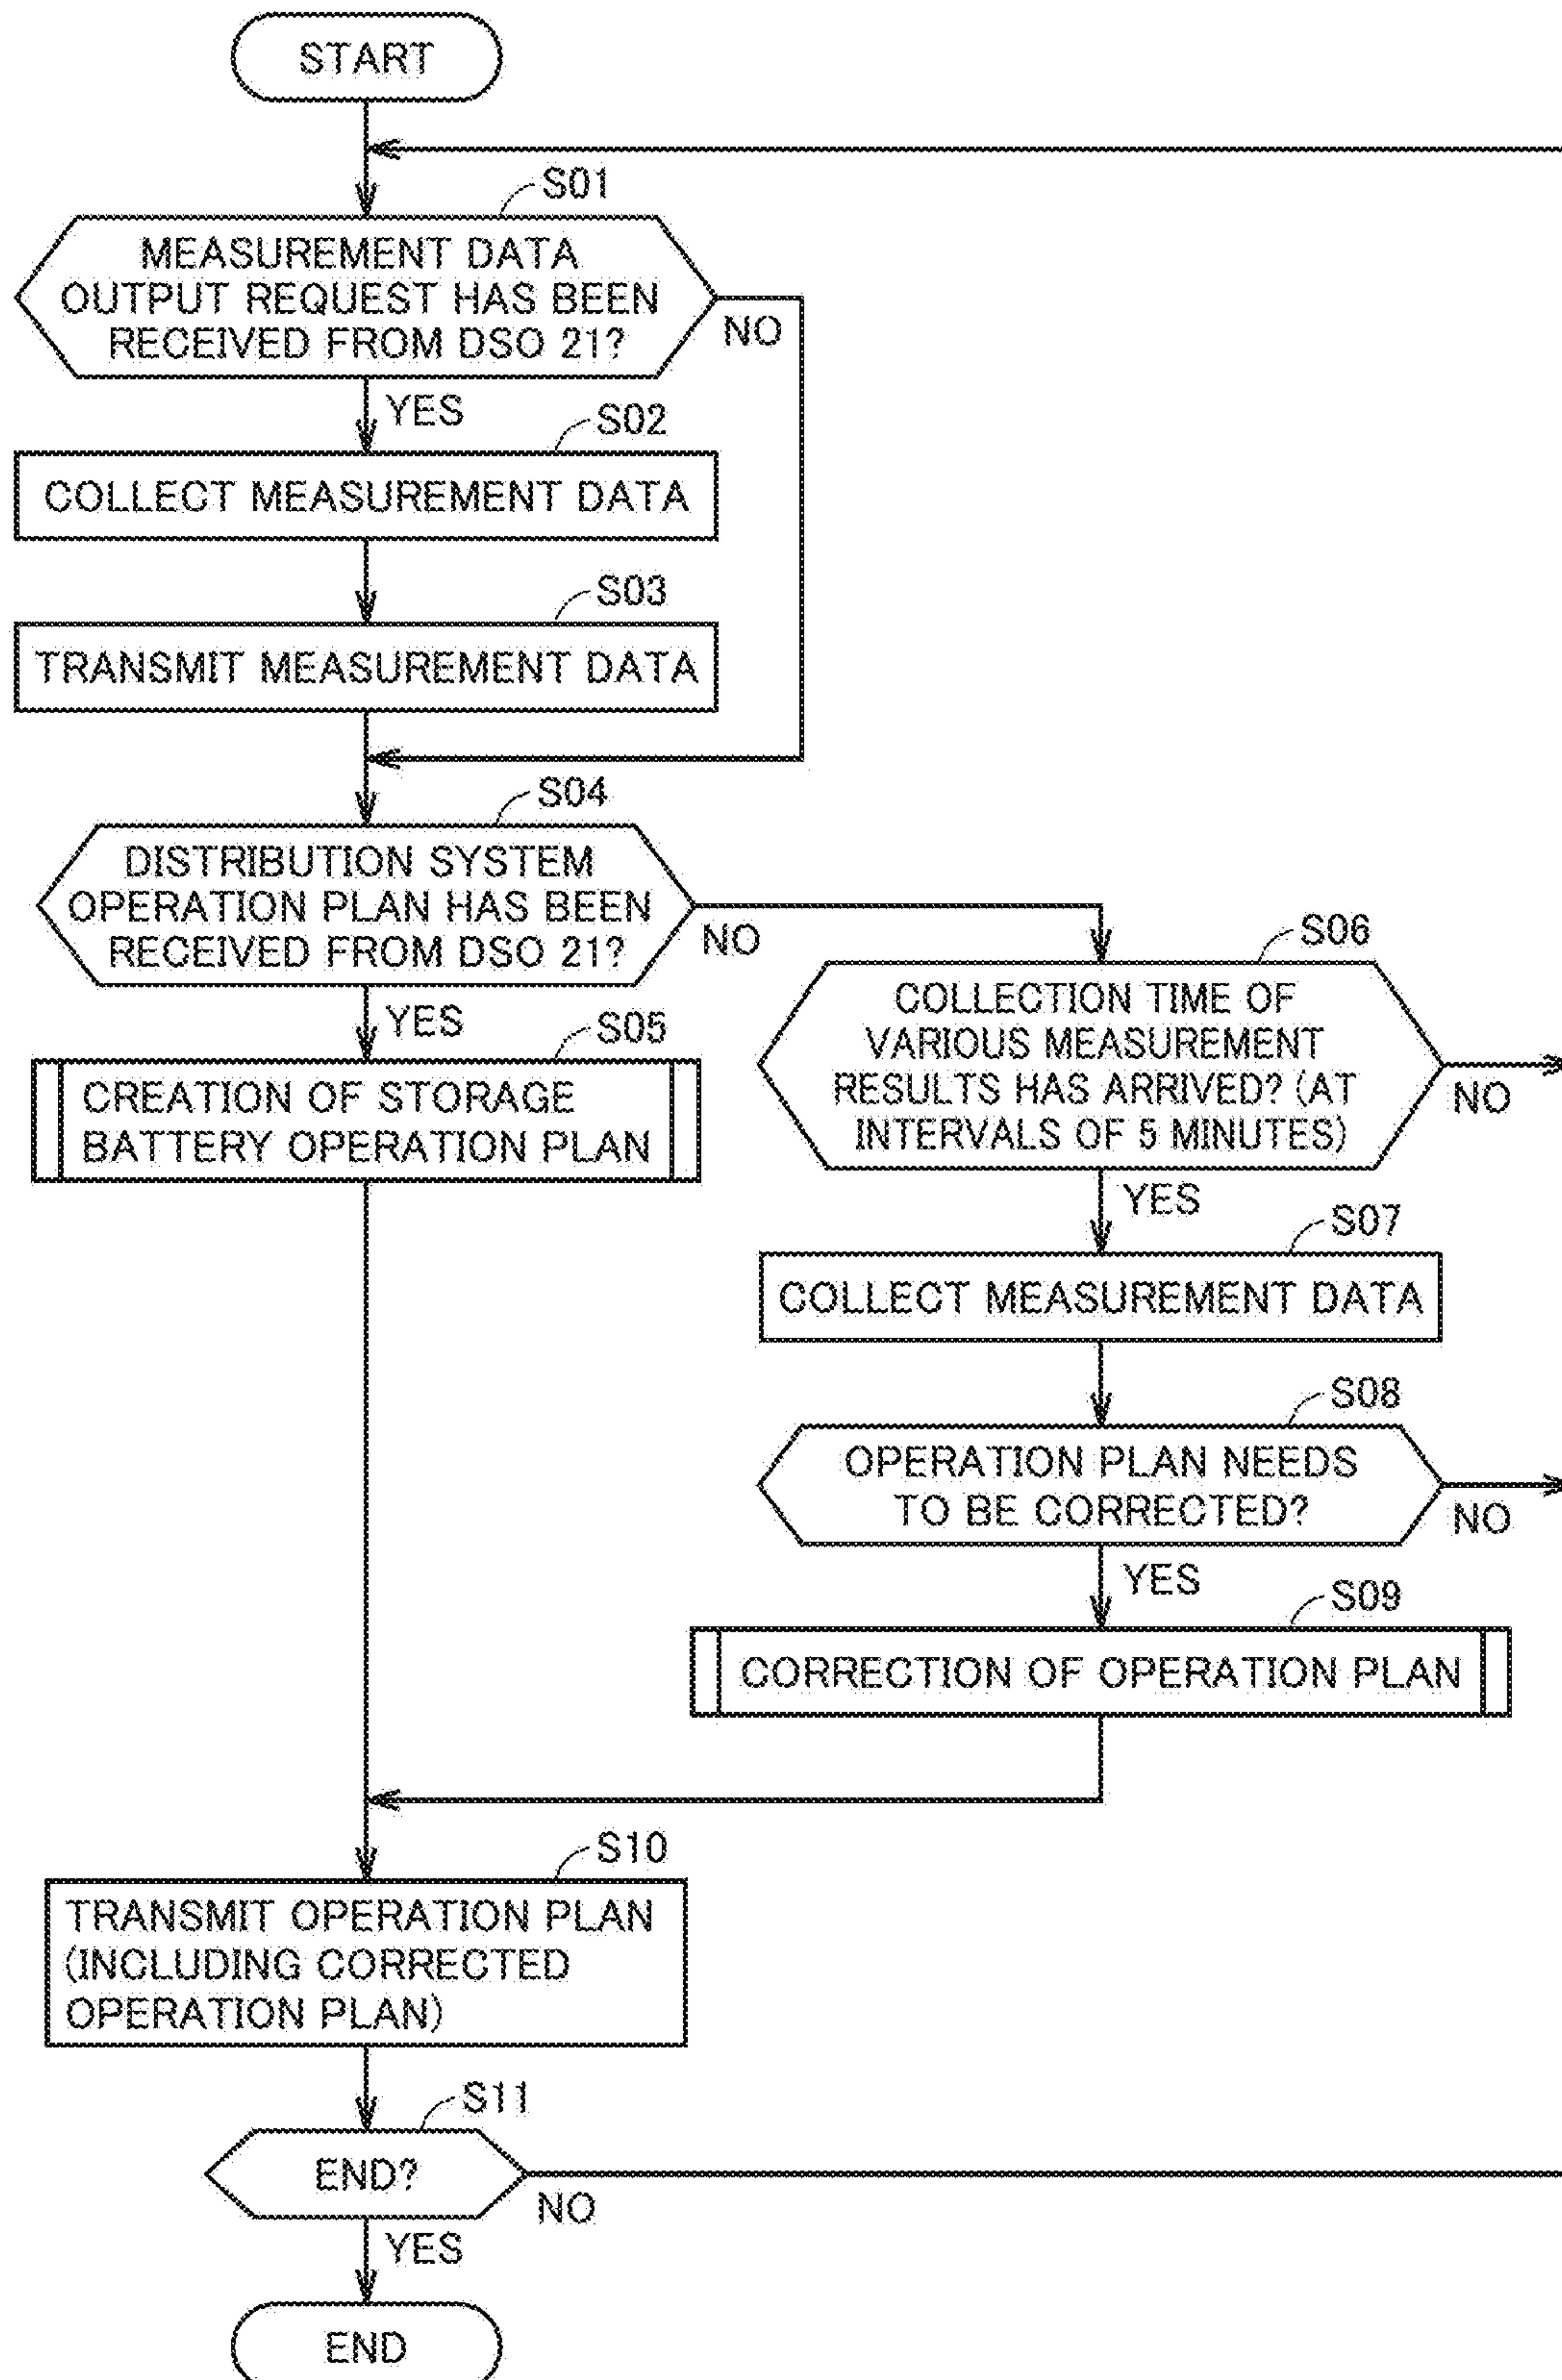 START
S01
MEASUREMENT DATA
OUTPUT REQUEST HAS BEEN
RECEIVED FROM DSO 21?
NO
YES
S02
COLLECT MEASUREMENT DATA
S03
TRANSMIT MEASUREMENT DATA
S04
DISTRIBUTION SYSTEM
OPERATION PLAN HAS BEEN
RECEIVED FROM DSO 21?
NO
YES
S05
CREATION OF STORAGE
BATTERY OPERATION PLAN
S06
COLLECTION TIME OF
VARIOUS MEASUREMENT
RESULTS HAS ARRIVED? (AT
INTERVALS OF 5 MINUTES)
NO
YES
S07
COLLECT MEASUREMENT DATA
S08
OPERATION PLAN NEEDS
TO BE CORRECTED?
NO
YES
S09
CORRECTION OF OPERATION PLAN
S10
TRANSMIT OPERATION PLAN
(INCLUDING CORRECTED
OPERATION PLAN)
S11
END?
NO
YES
END